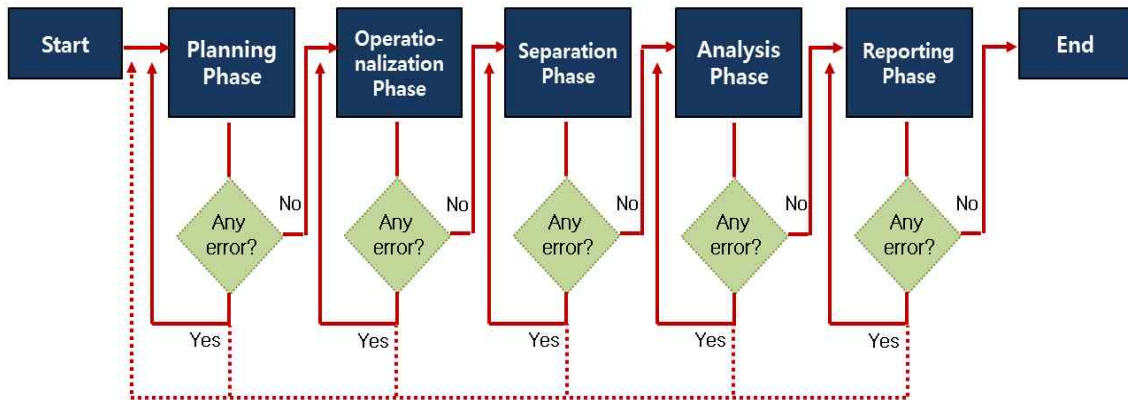 Start
Planning
Phase
Operatio-
nalization
Phase
Separation
Phase
Analysis
Phase
Reporting
Phase
End
Any
error?
No
Any
error?
No
Any
error?
No
Any
error?
No
Any
error?
No
Yes
Yes
Yes
Yes
Yes